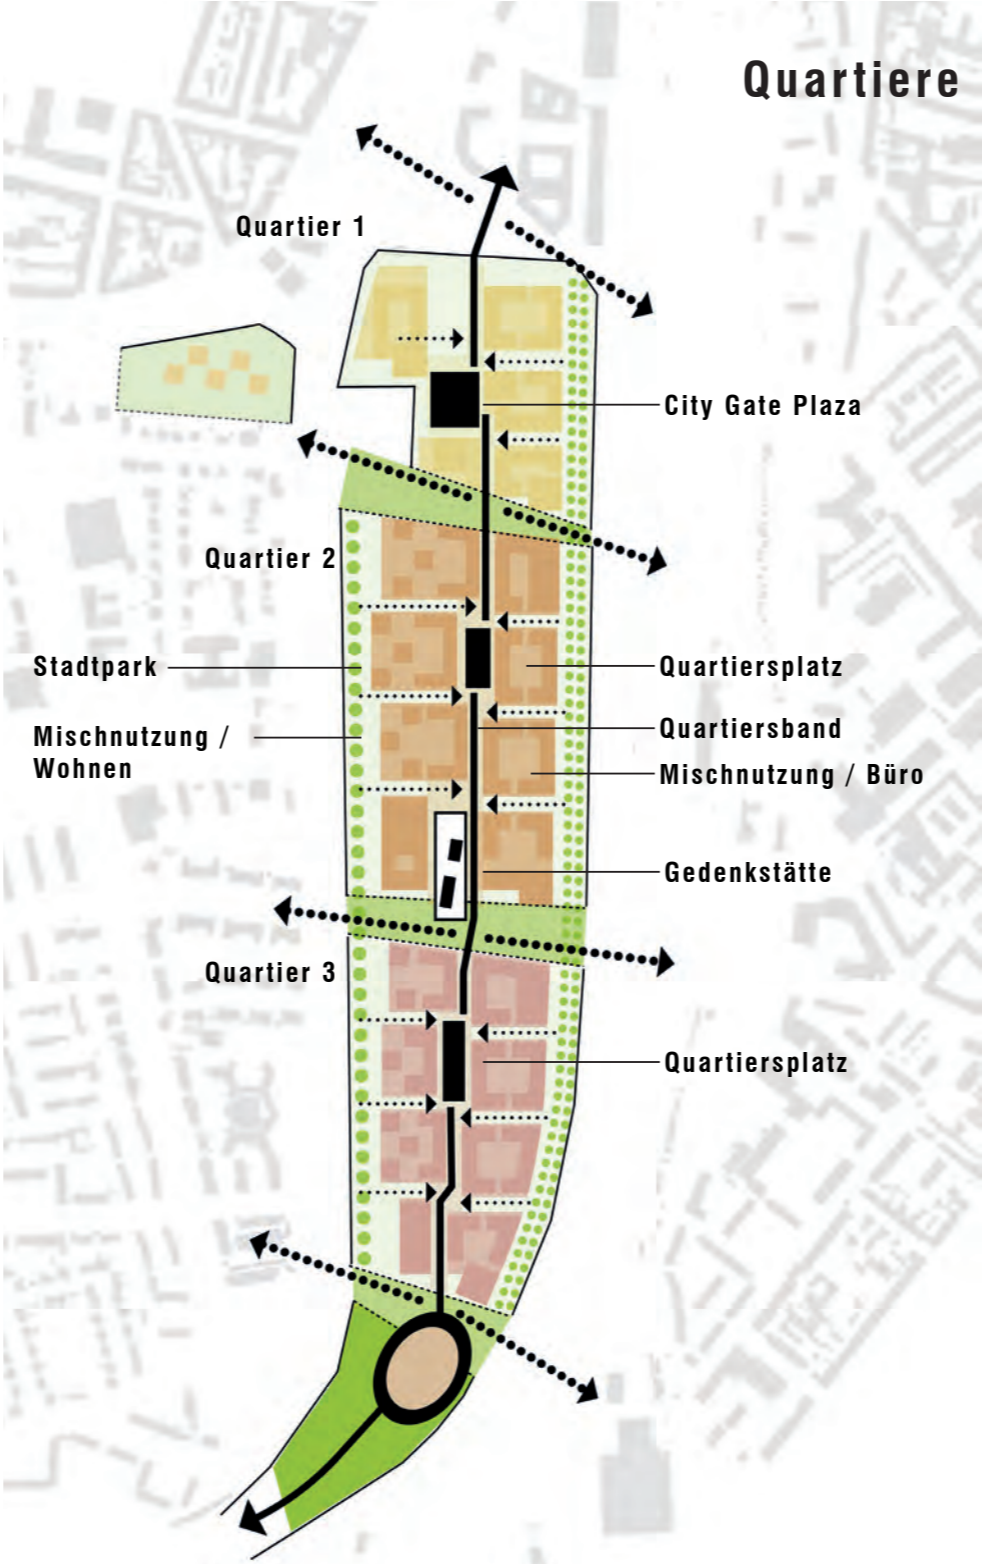 Quartiere
Quartier 1
City Gate Plaza
Quartier 2
Stadtpark
Quartiersplatz
Mischnutzung /
Wohnen
Quartiersband
Mischnutzung / Büro
Gedenkstätte
Quartier 3
Quartiersplatz